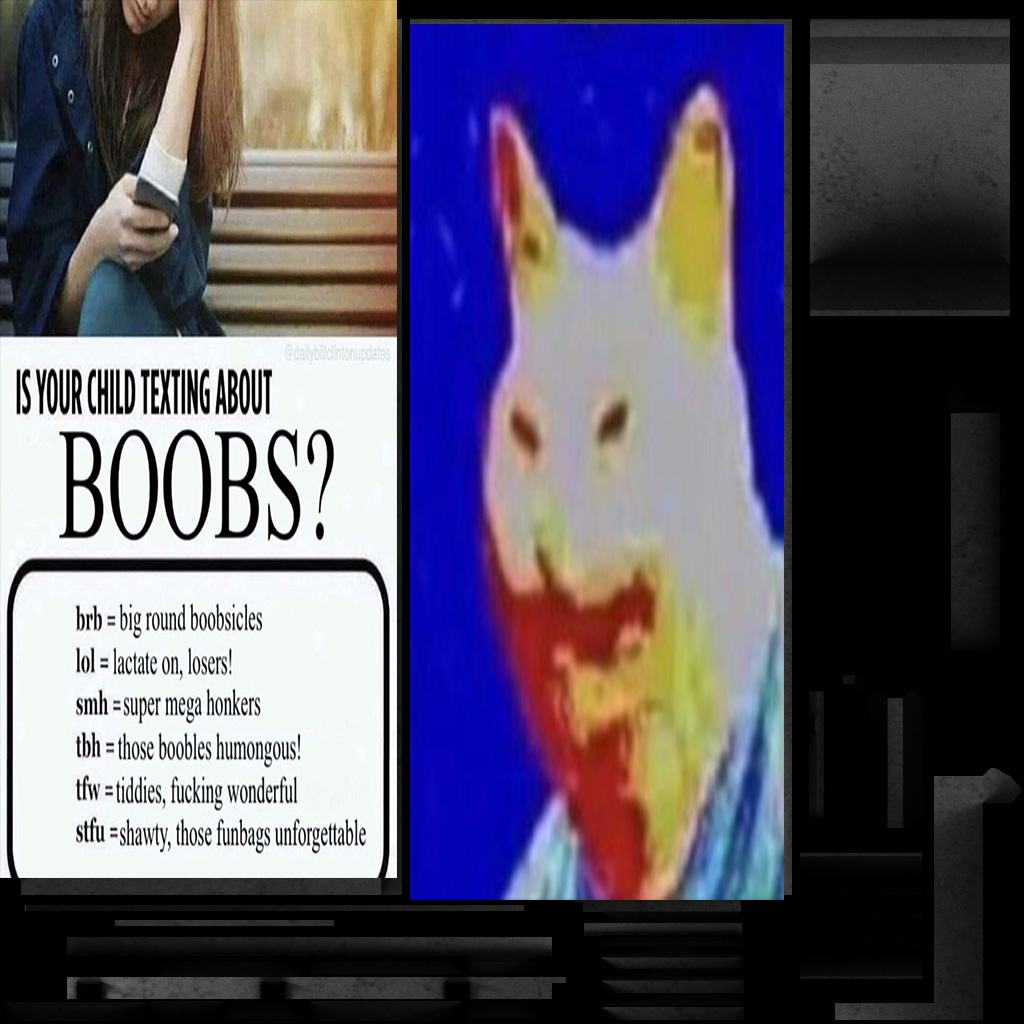 @dailybillclintonupdates
IS YOUR CHILD TEXTING ABOUT
BOOBS?
brb = big round boobsicles
lol = lactate on, losers!
smh =super mega honkers
tbh =those boobles humongous!
tfw =tiddies, fucking wonderful
stfu =shawty, those funbags unforgettable